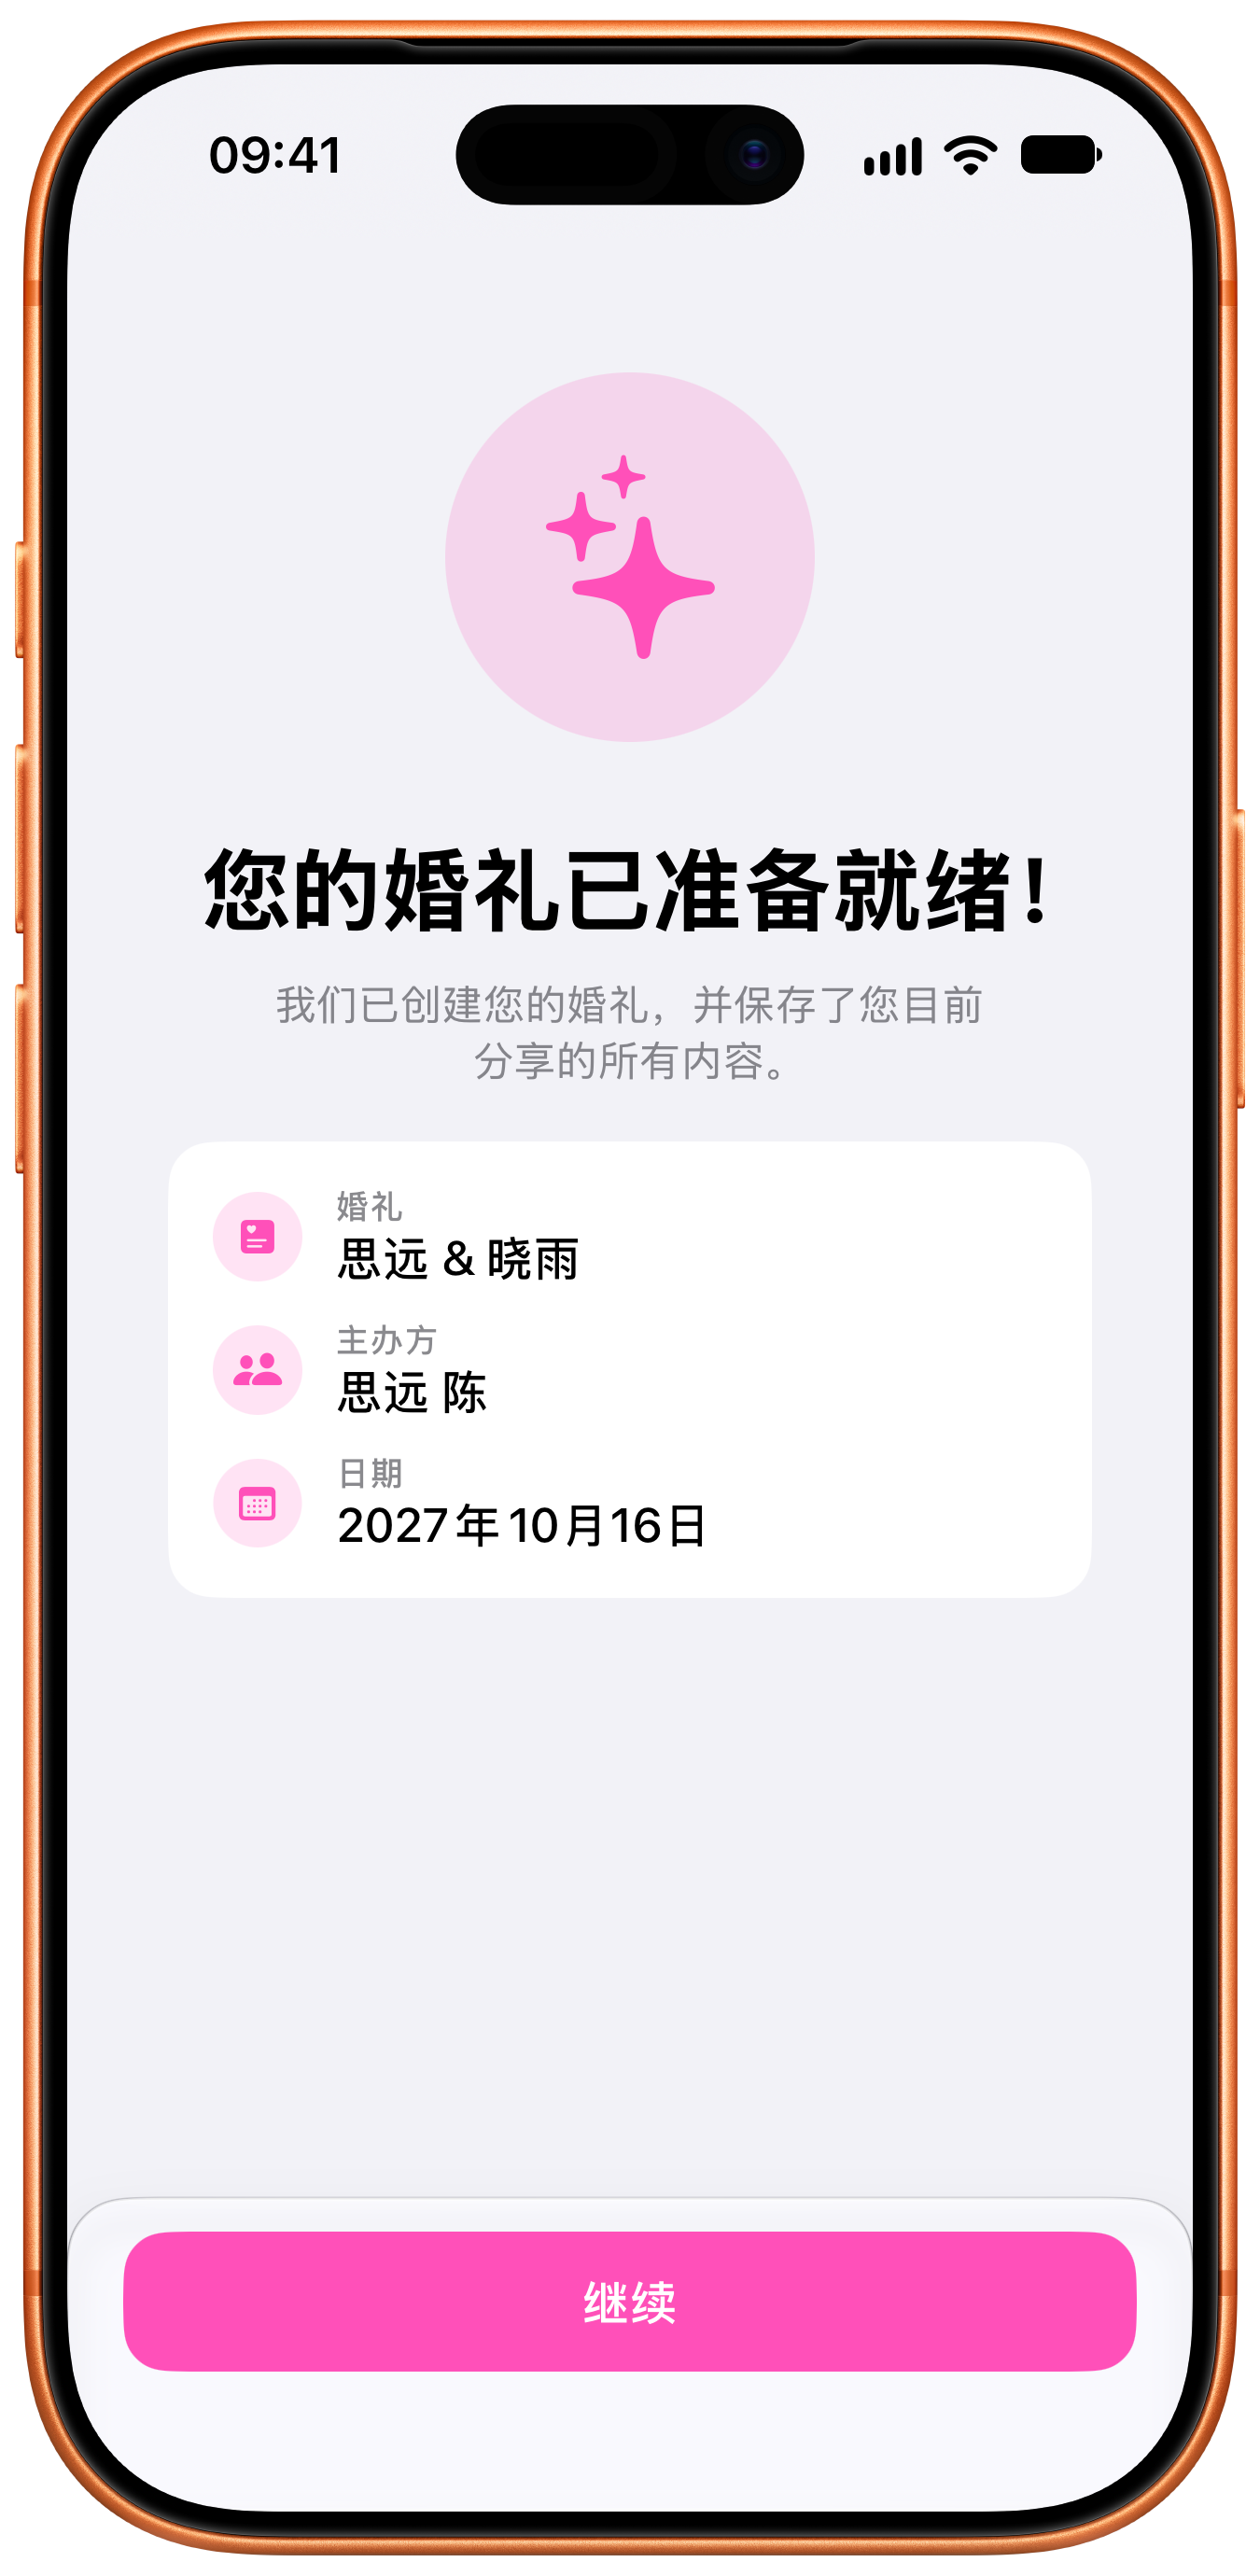 09:41
您的婚礼已准备就绪！
我们已创建您的婚礼，并保存了您目前
分享的所有内容。
婚礼
思远 & 晓雨
主办方
思远 陈
日期
2027年10月16日
继续